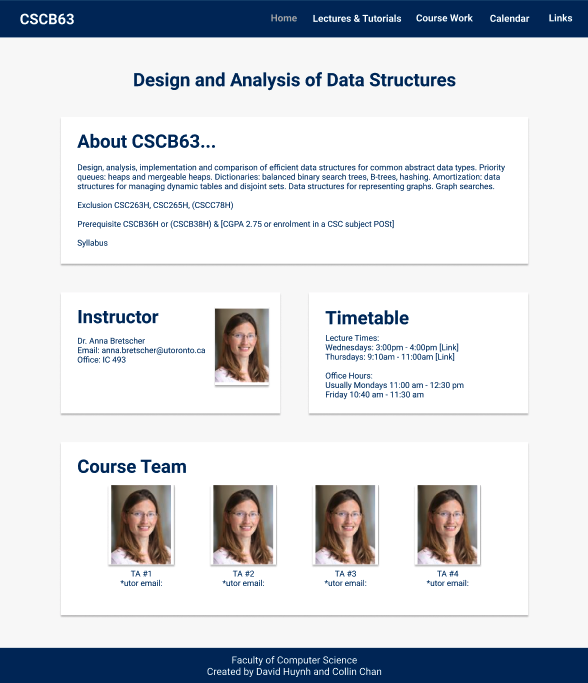 CSCB63
Home Lectures & Tutorials Course Work Calendar Links
Design and Analysis of Data Structures
About CSCB63...
Design, analysis, implementation and comparison of efficient data structures for common abstract data types. Priority
queues: heaps and mergeable heaps. Dictionaries: balanced binary search trees, B-trees, hashing. Amortization: data
structures for managing dynamic tables and disjoint sets. Data structures for representing graphs. Graph searches.
Exclusion CSC263H, CSC265H, (CSCC78H)
Prerequisite CSCB36H or (CSCB38H) & [CGPA 2.75 or enrolment in a CSC subject POSt]
Syllabus
Instructor
Dr. Anna Bretscher
Email: anna.bretscher@utoronto.ca
Office: IC 493
Timetable
Lecture Times:
Wednesdays: 3:00pm - 4:00pm [Link]
Thursdays: 9:10am - 11:00am [Link]
Office Hours:
Usually Mondays 11:00 am - 12:30 pm
Friday 10:40 am - 11:30 am
Course Team
TA #1
*utor email:
TA #2
*utor email:
TA #3
*utor email:
TA #4
*utor email:
Faculty of Computer Science
Created by David Huynh and Collin Chan